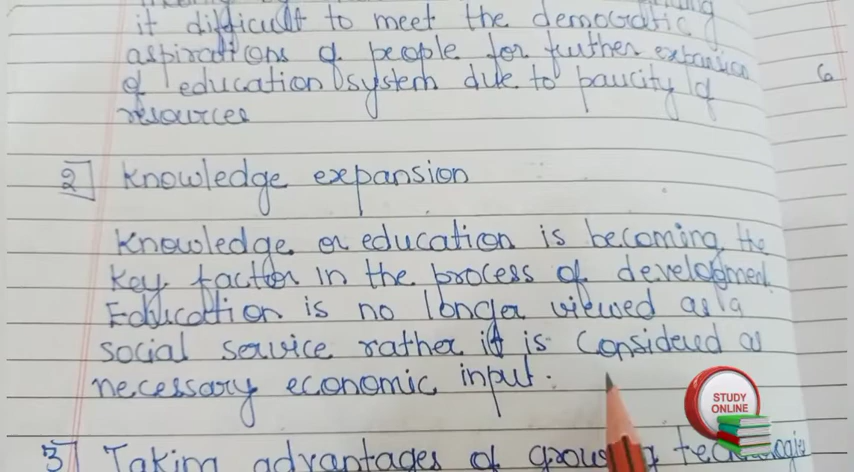 it difficult to meet the democratic
aspirations of people for further expansion
of education system due to paucity of
resources
6
2 Knowledge expansion
Knowledge or education is becoming the
key factor in the process of development.
Education is no longer viewed as a
social service rather it is considered as
necessary economic input.
STUDY
ONLINE
3 Taking advantages of